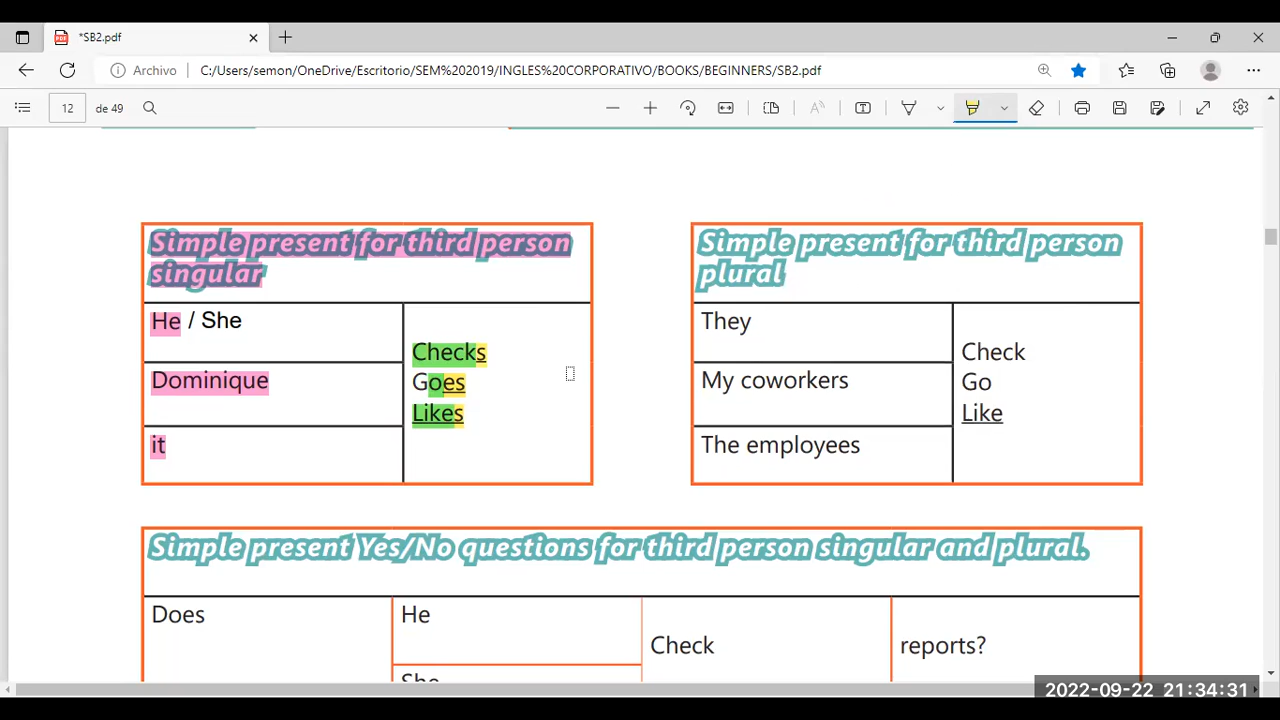 *SB2.pdf
Archivo
C:/Users/semon/OneDrive/Escritorio/SEM%202019/INGLES%20CORPORATIVO/BOOKS/BEGINNERS/SB2.pdf
12
de 49
Simple present for third person
singular
He / She
Checks
Dominique
Goes
Likes
it
Simple present for third person
plural
They
Check
My coworkers
Go
Like
The employees
Simple present Yes/No questions for third person singular and plural.
Does
He
Check
reports?
She
2022-09-22 21:34:31